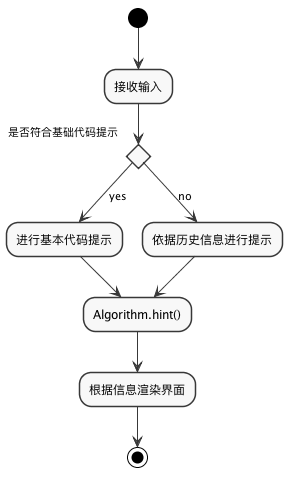 接收输入
是否符合基础代码提示
yes
no
进行基本代码提示
依据历史信息进行提示
Algorithm.hint()
根据信息渲染界面